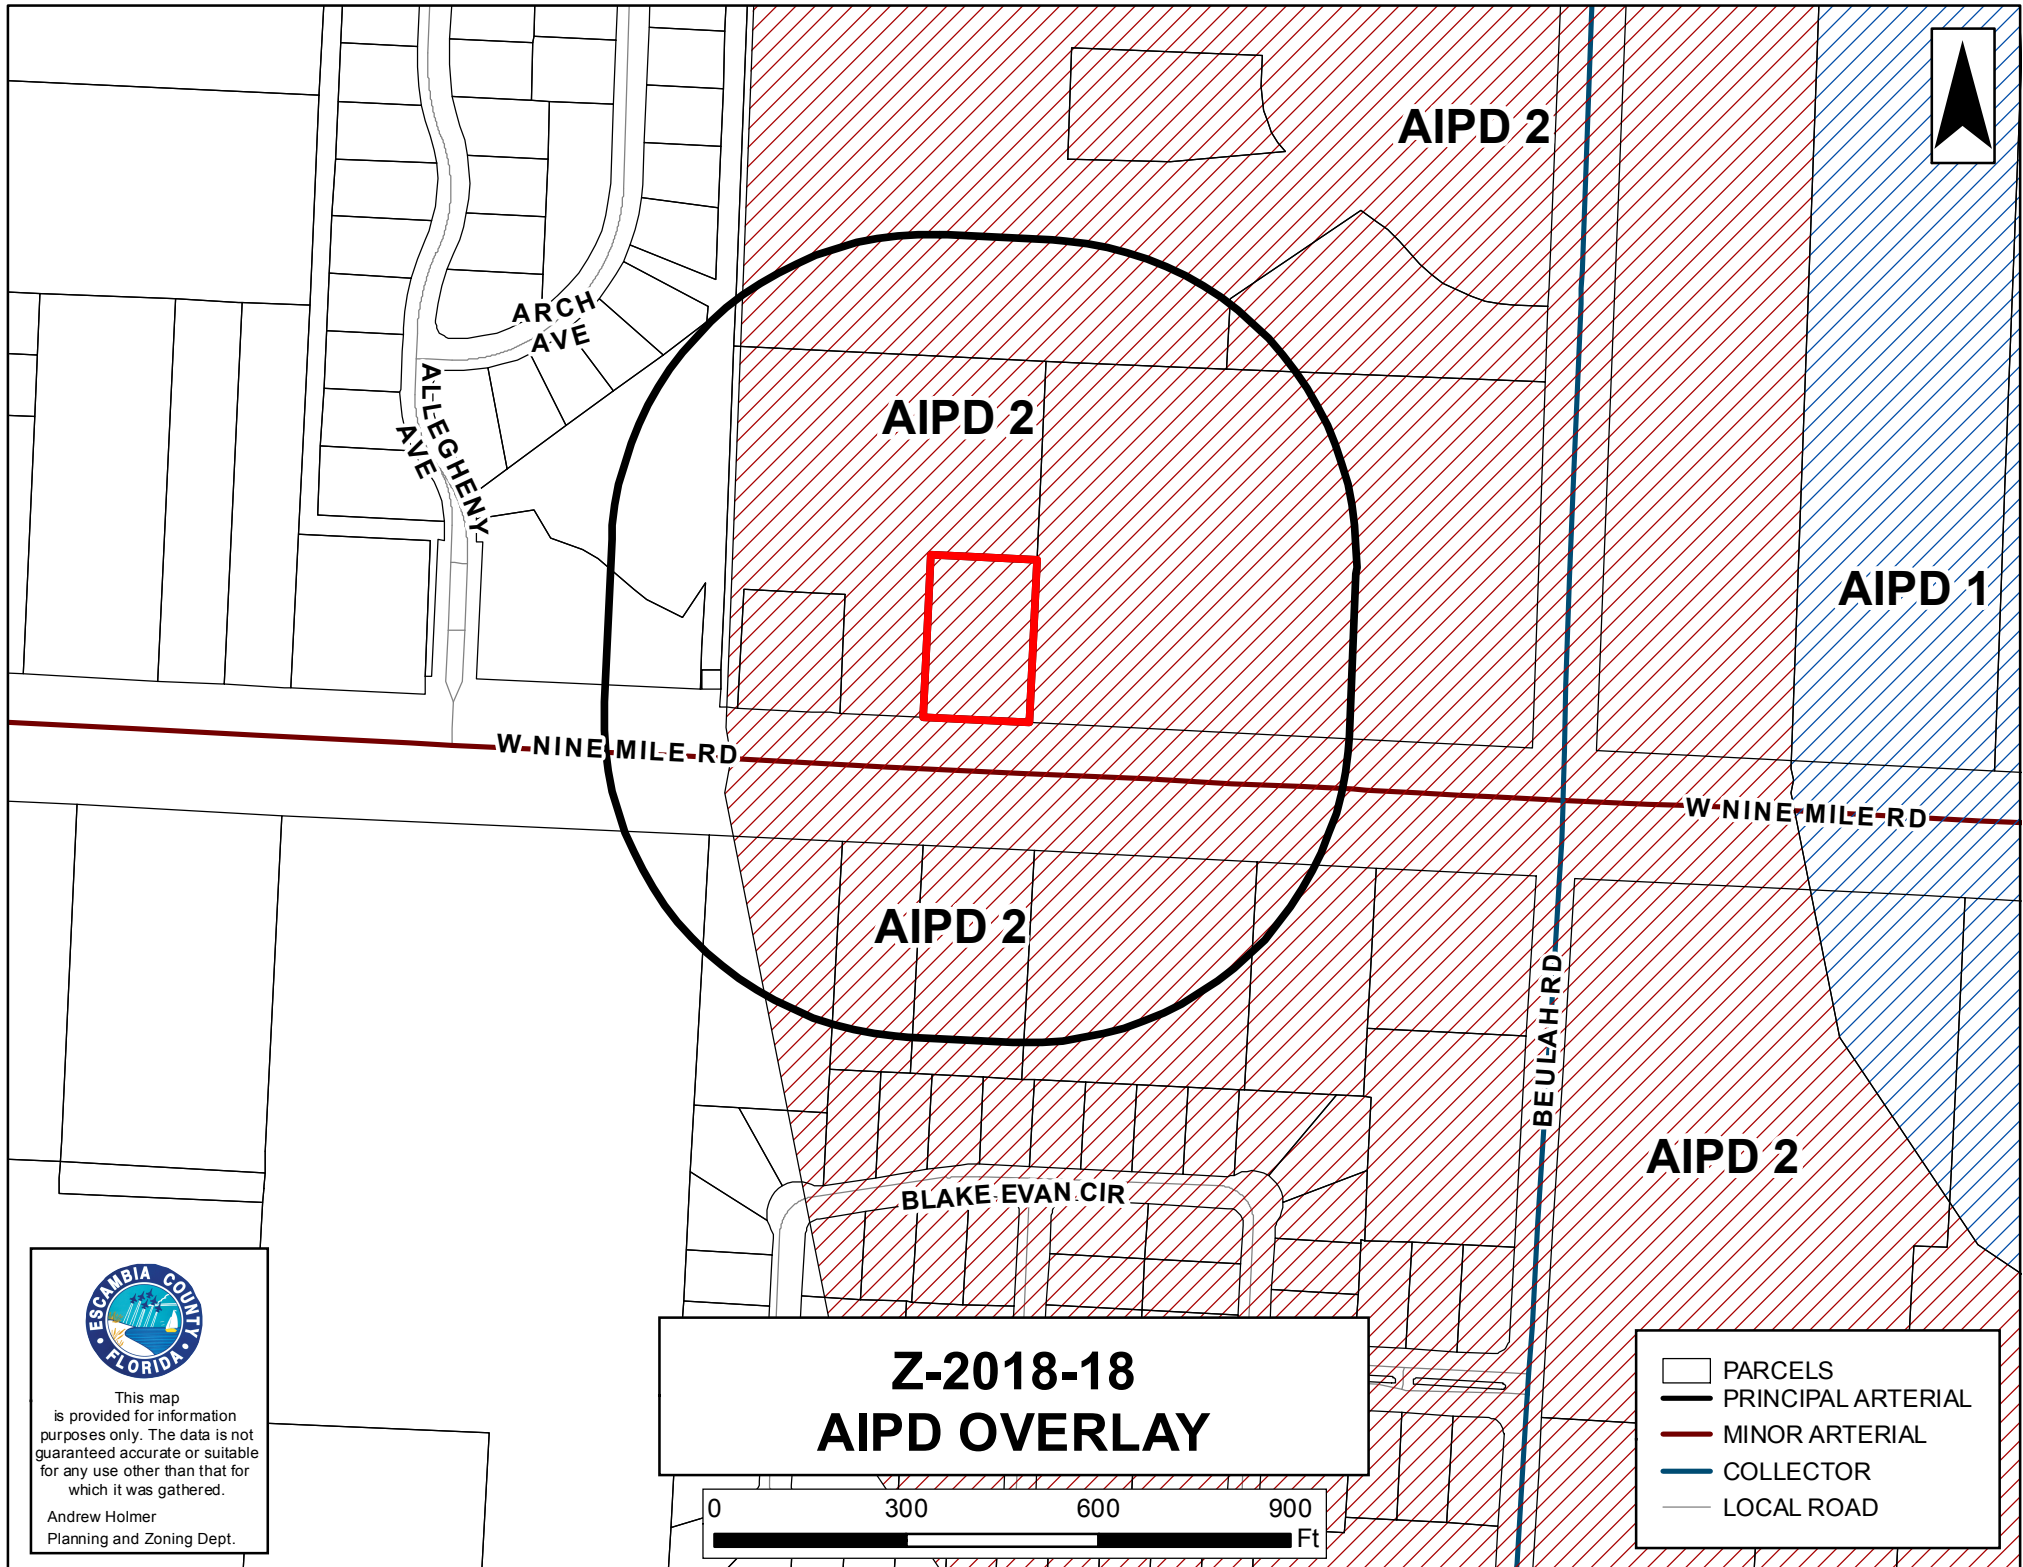 AIPD 2
ARCH
AVE
ALLEGHENY
AVE
AIPD 2
AIPD 1
W NINE MILE RD
W NINE MILE RD
AIPD 2
BEULAH RD
AIPD 2
BLAKE EVAN CIR
ESCAMBIA COUNTY
FLORIDA
This map
is provided for information
purposes only. The data is not
guaranteed accurate or suitable
for any use other than that for
which it was gathered.
Andrew Holmer
Planning and Zoning Dept.
Z-2018-18
AIPD OVERLAY
0 300 600 900
Ft
PARCELS
PRINCIPAL ARTERIAL
MINOR ARTERIAL
COLLECTOR
LOCAL ROAD